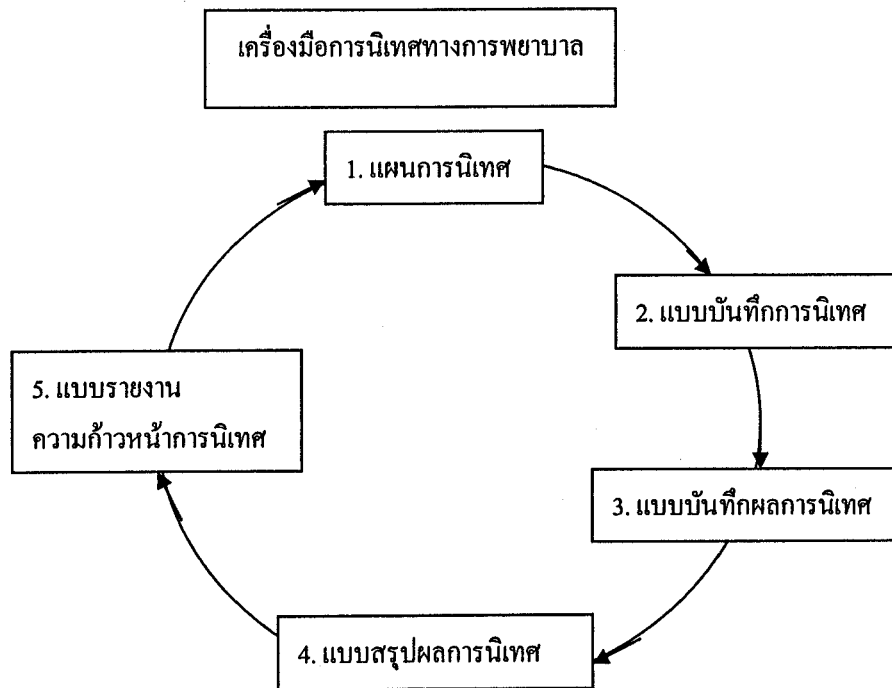 เครื่องมือการนิเทศทางการพยาบาล
1. แผนการนิเทศ
2. แบบบันทึกการนิเทศ
3. แบบบันทึกผลการนิเทศ
4. แบบสรุปผลการนิเทศ
5. แบบรายงาน
ความก้าวหน้าการนิเทศ